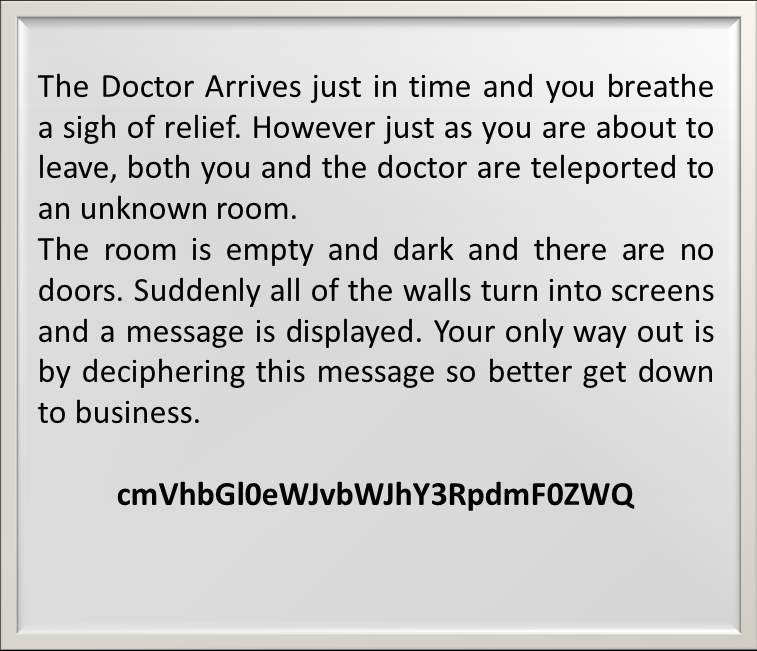 The Doctor Arrives just in time and you breathe
a sigh of relief. However just as you are about to
leave, both you and the doctor are teleported to
an unknown room.
The room is empty and dark and there are no
doors. Suddenly all of the walls turn into screens
and a message is displayed. Your only way out is
by deciphering this message so better get down
to business.
cmVhbGl0eWJvbWJhY3RpdmF0ZWQ